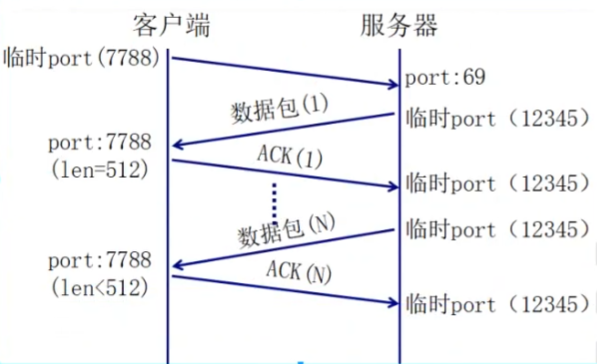 客户端
服务器
临时port(7788)
port:69
数据包(1)
临时port（12345）
port:7788
(len=512)
ACK(1)
临时port（12345）
数据包(N)
临时port（12345）
port:7788
(len<512)
ACK(N)
临时port（12345）